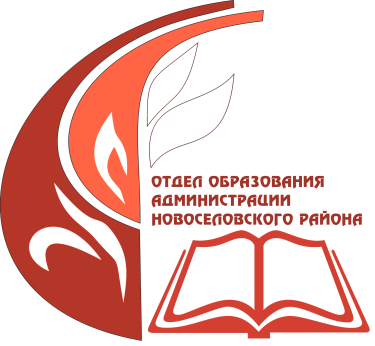 ОТДЕЛ ОБРАЗОВАНИЯ
АДМИНИСТРАЦИИ
НОВОСЕЛОВСКОГО РАЙОНА